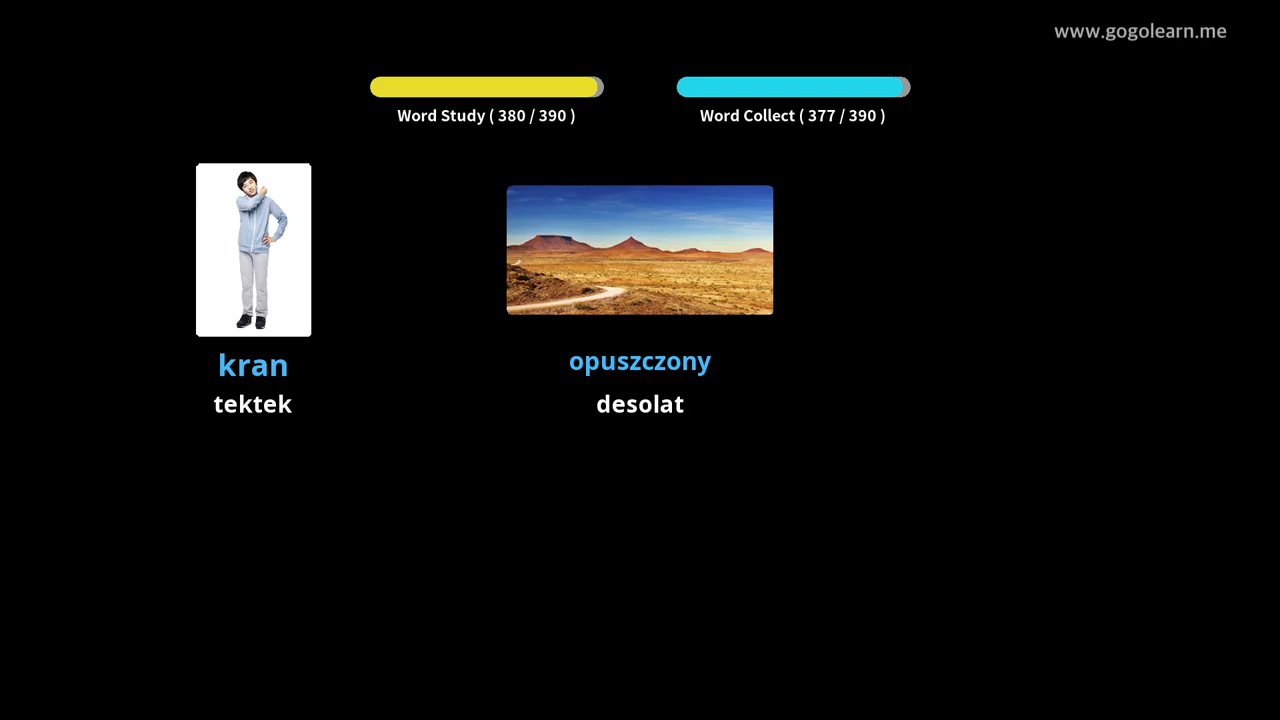 www.gogolearn.me
Word Study ( 380 / 390 )
Word Collect ( 377 / 390 )
kran
tektek
opuszczony
desolat